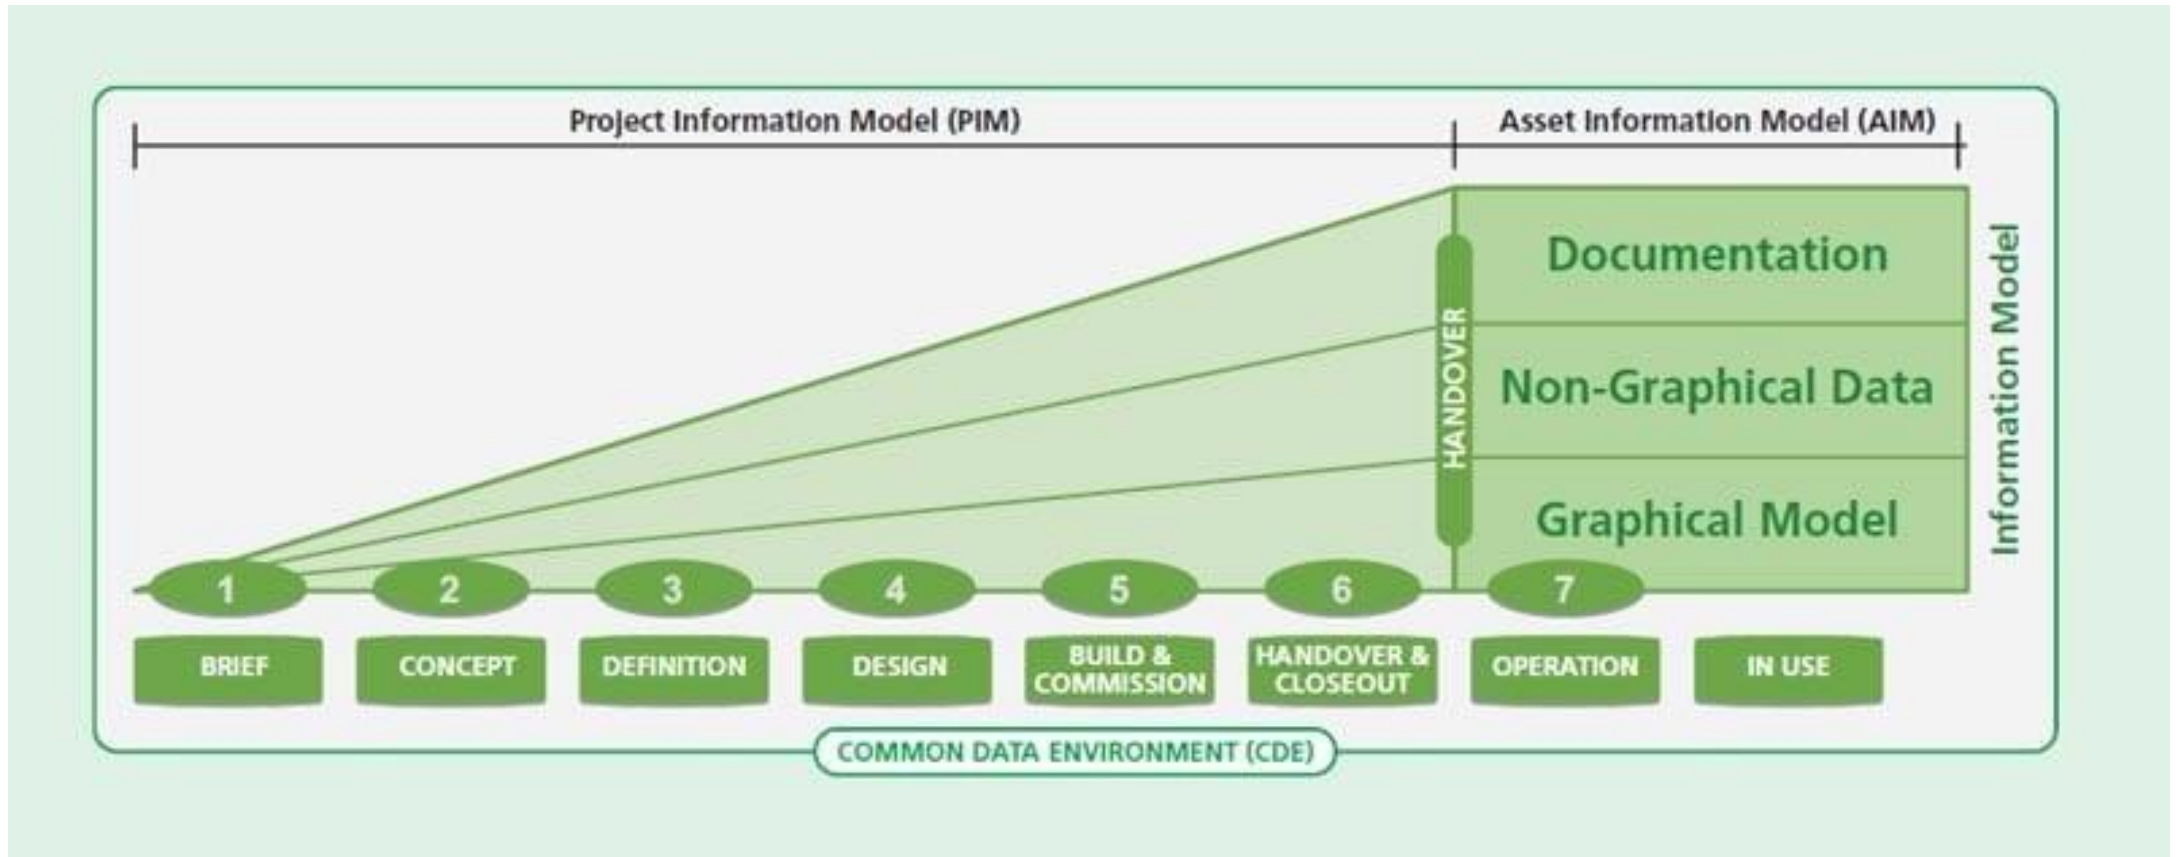 Project Information Model (PIM)
Asset Information Model (AIM)
Documentation
Non-Graphical Data
Graphical Model
HANDOVER
Information Model
1
2
3
4
5
6
7
BRIEF
CONCEPT
DEFINITION
DESIGN
BUILD &
COMMISSION
HANDOVER &
CLOSEOUT
OPERATION
IN USE
COMMON DATA ENVIRONMENT (CDE)